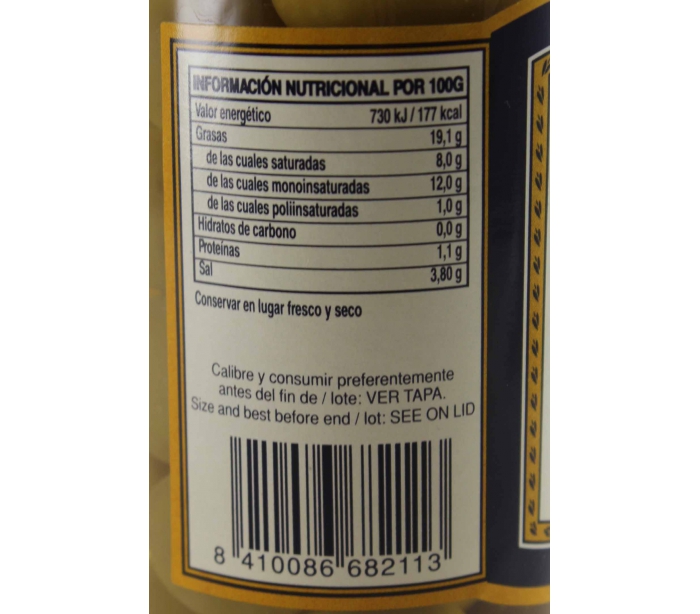 INFORMACIÓN NUTRICIONAL POR 100G
Valor energético 730 kJ / 177 kcal
Grasas 19,1 g
de las cuales saturadas 8,0 g
de las cuales monoinsaturadas 12,0 g
de las cuales poliinsaturadas 1,0 g
Hidratos de carbono 0,0 g
Proteínas 1,1 g
Sal 3,80 g
Conservar en lugar fresco y seco
Calibre y consumir preferentemente
antes del fin de / lote: VER TAPA.
Size and best before end / lot: SEE ON LID
8 410086 682113